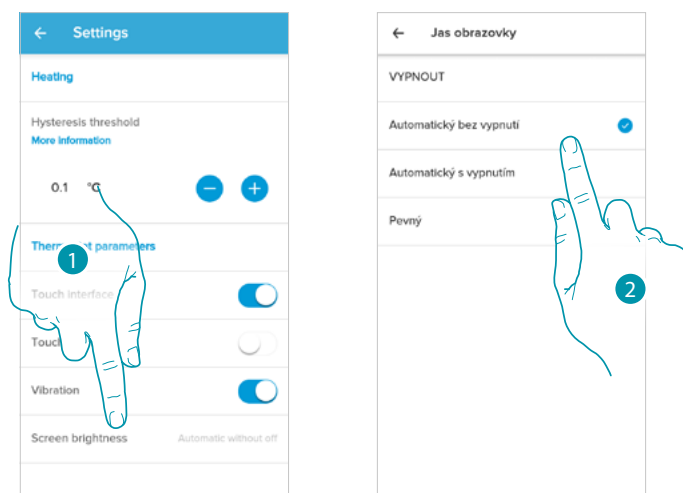 ← Settings
Heating
Hysteresis threshold
More information
0.1 °C
parameters
1
Touch interface
Vibration
Screen brightness Automatic without off
← Jas obrazovky
VYPNOUT
Automatický bez vypnutí
Automatický s vypnutím
Pevný
2